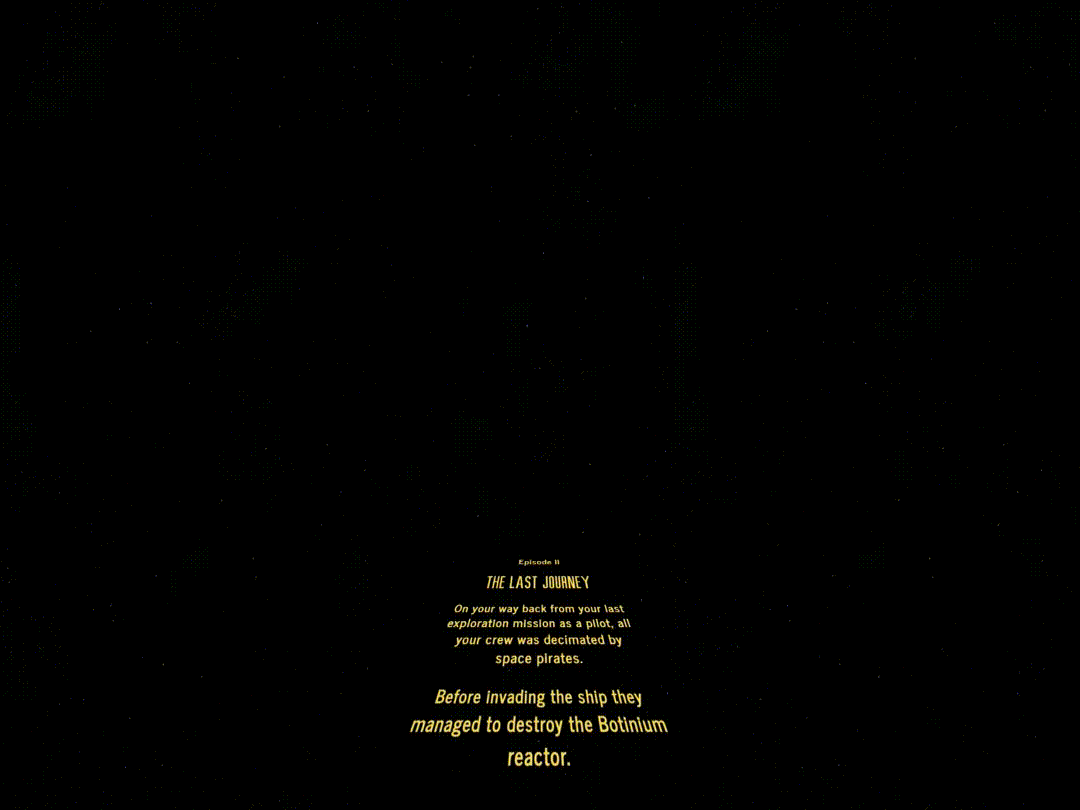 Episode II
THE LAST JOURNEY
On your way back from your last
exploration mission as a pilot, all
your crew was decimated by
space pirates.
Before invading the ship they
managed to destroy the Botinium
reactor.